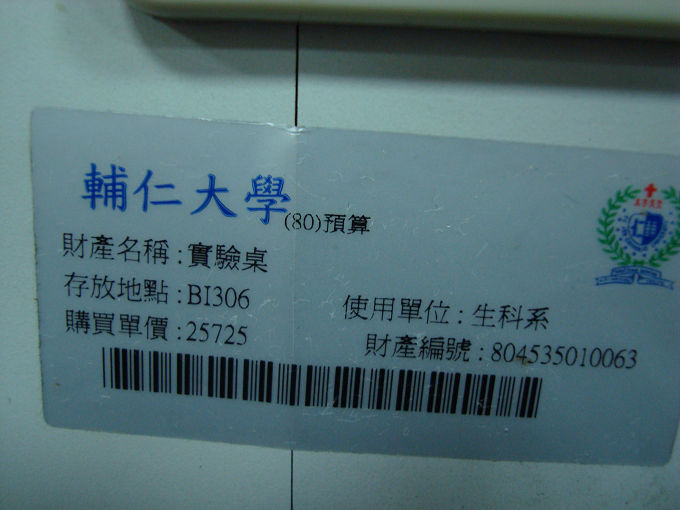 輔仁大學(80)預算
財產名稱:實驗桌
存放地點:BI306 使用單位:生科系
購買單價:25725 財產編號:804535010063